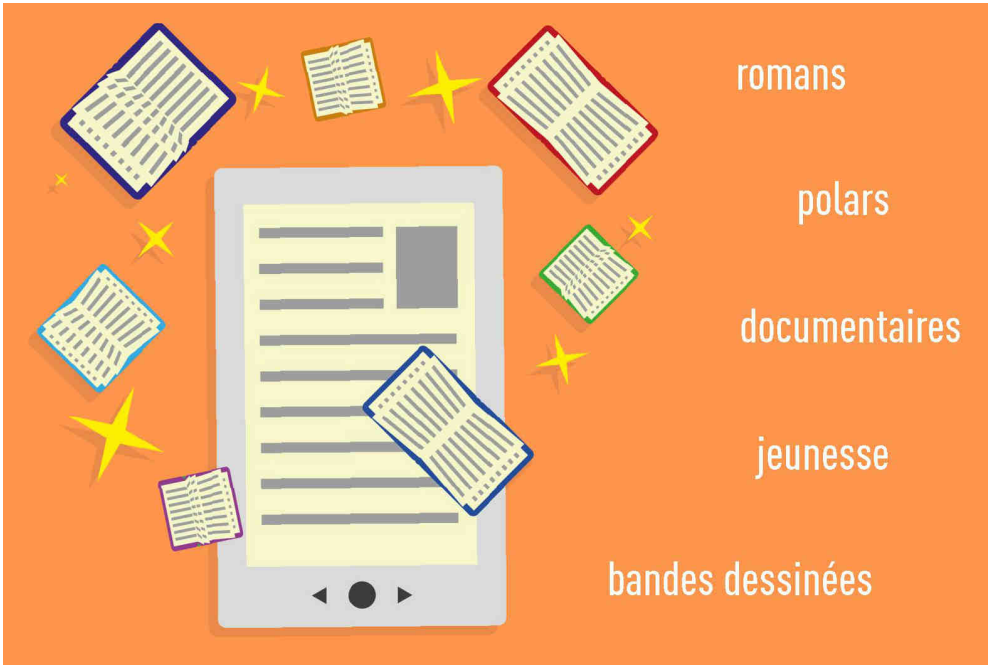 romans
polars
documentaires
jeunesse
bandes dessinées